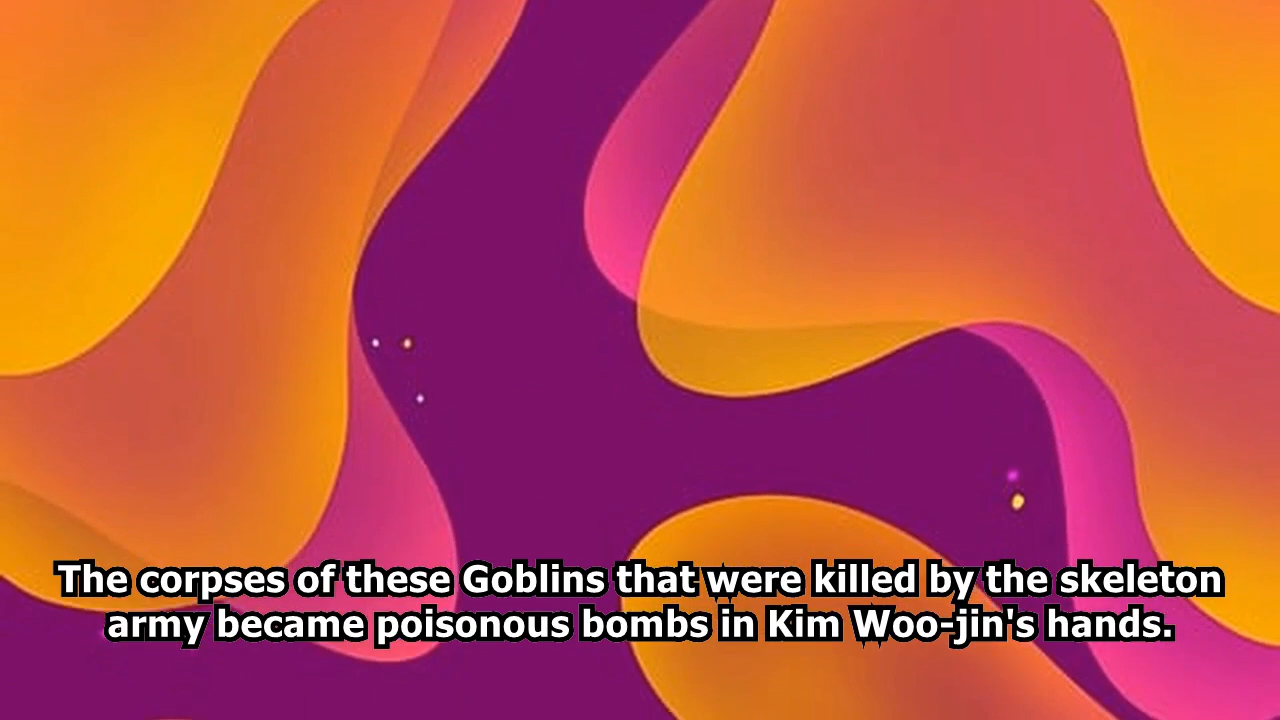 The corpses of these Goblins that were killed by the skeleton
army became poisonous bombs in Kim Woo-jin's hands.